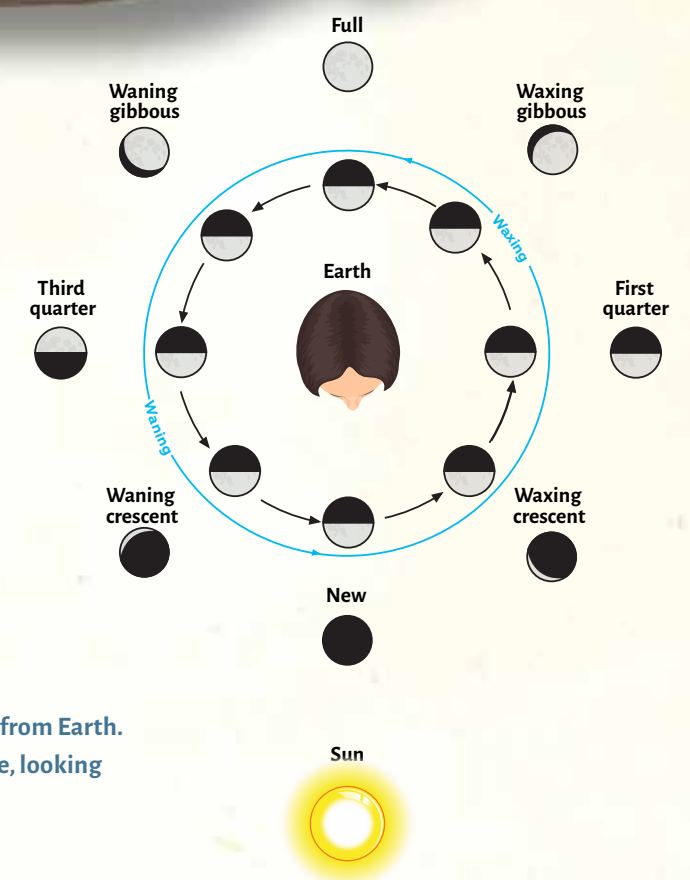 Full
Waning
gibbous
Waxing
gibbous
Waxing
Earth
Third
quarter
First
quarter
Waning
Waning
crescent
Waxing
crescent
New
from Earth.
Sun
e, looking